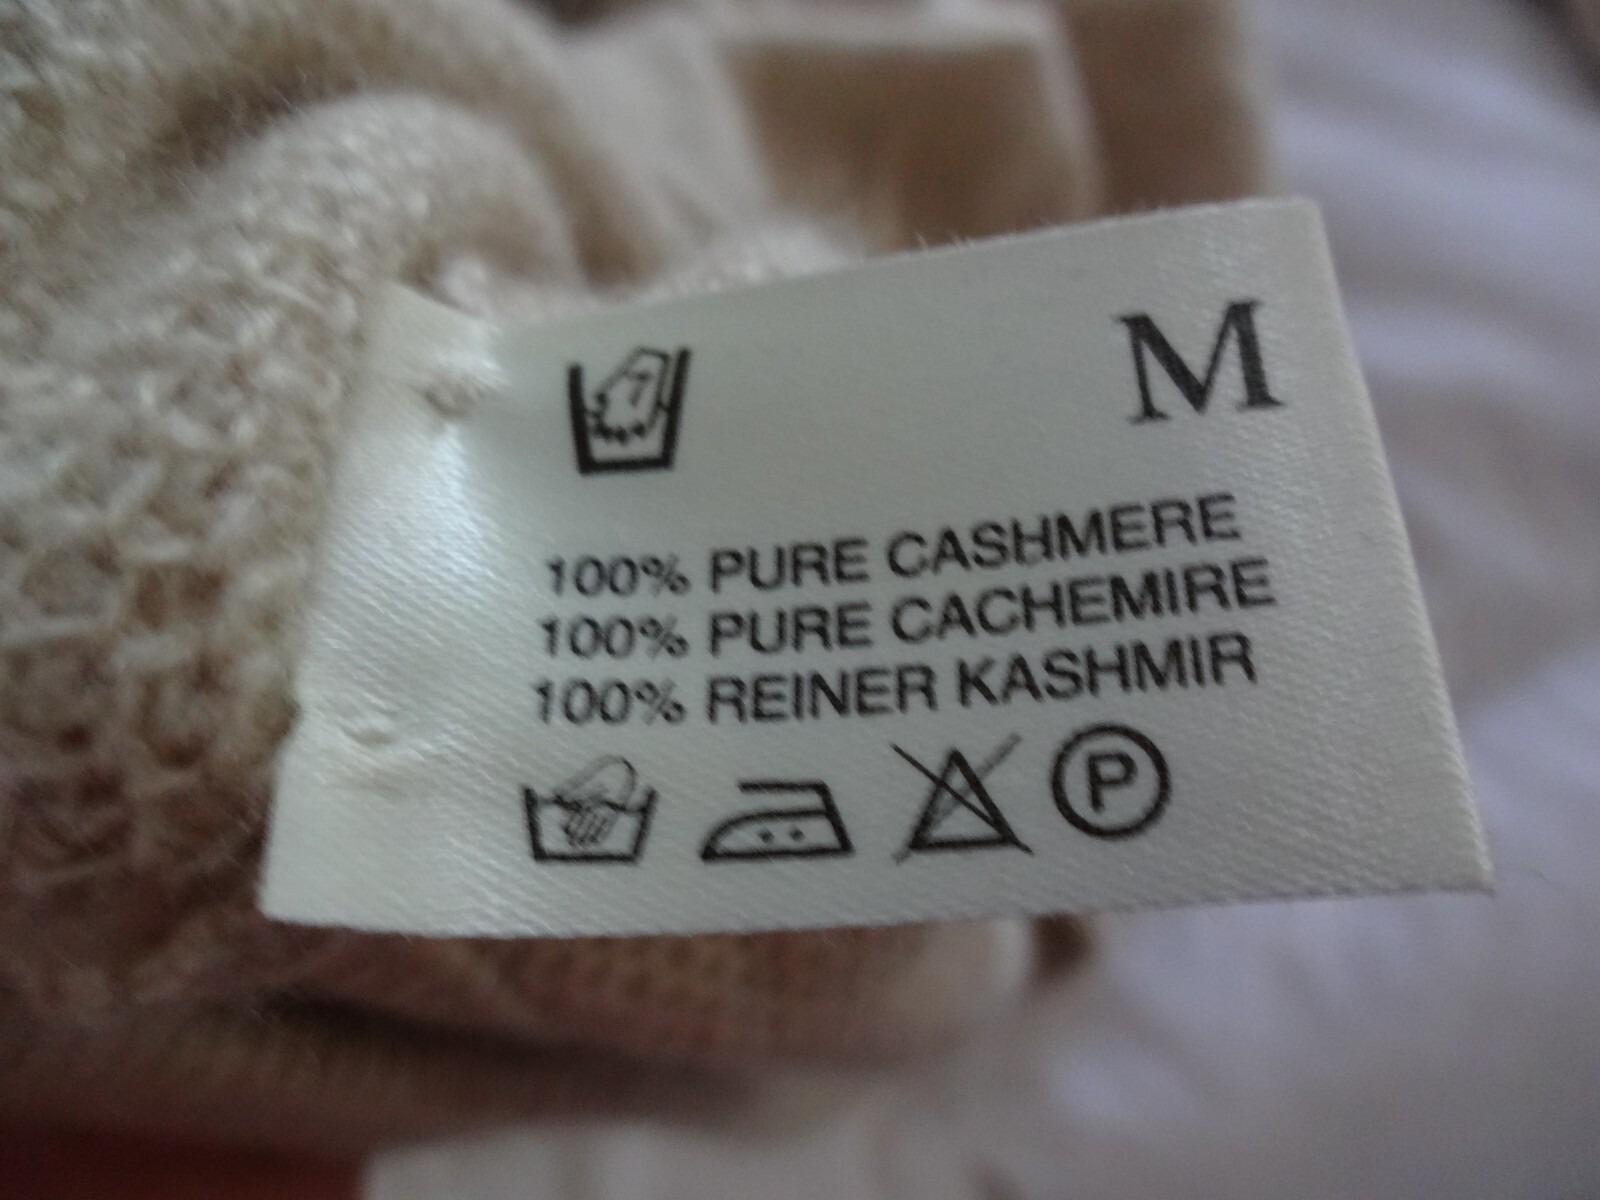 M
100% PURE CASHMERE
100% PURE CACHEMIRE
100% REINER KASHMIR
P